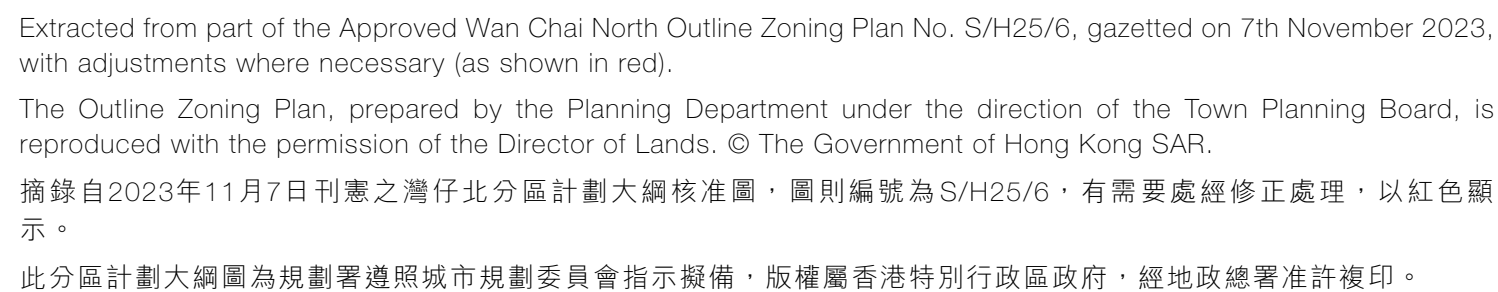 Extracted from part of the Approved Wan Chai North Outline Zoning Plan No. S/H25/6, gazetted on 7th November 2023,
with adjustments where necessary (as shown in red).
The Outline Zoning Plan, prepared by the Planning Department under the direction of the Town Planning Board, is
reproduced with the permission of the Director of Lands. © The Government of Hong Kong SAR.
摘錄自2023年11月7日刊憲之灣仔北分區計劃大綱核准圖，圖則編號為S/H25/6，有需要處經修正處理，以紅色顯
示。
此分區計劃大綱圖為規劃署遵照城市規劃委員會指示擬備，版權屬香港特別行政區政府，經地政總署准許複印。